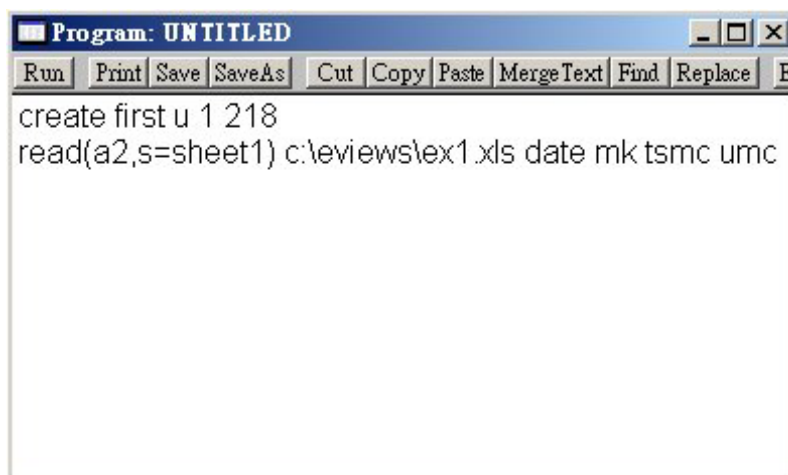 Program: UNTITLED
Run Print Save SaveAs Cut Copy Paste MergeText Find Replace
create first u 1 218
read(a2,s=sheet1) c:\eviews\ex1.xls date mk tsmc umc